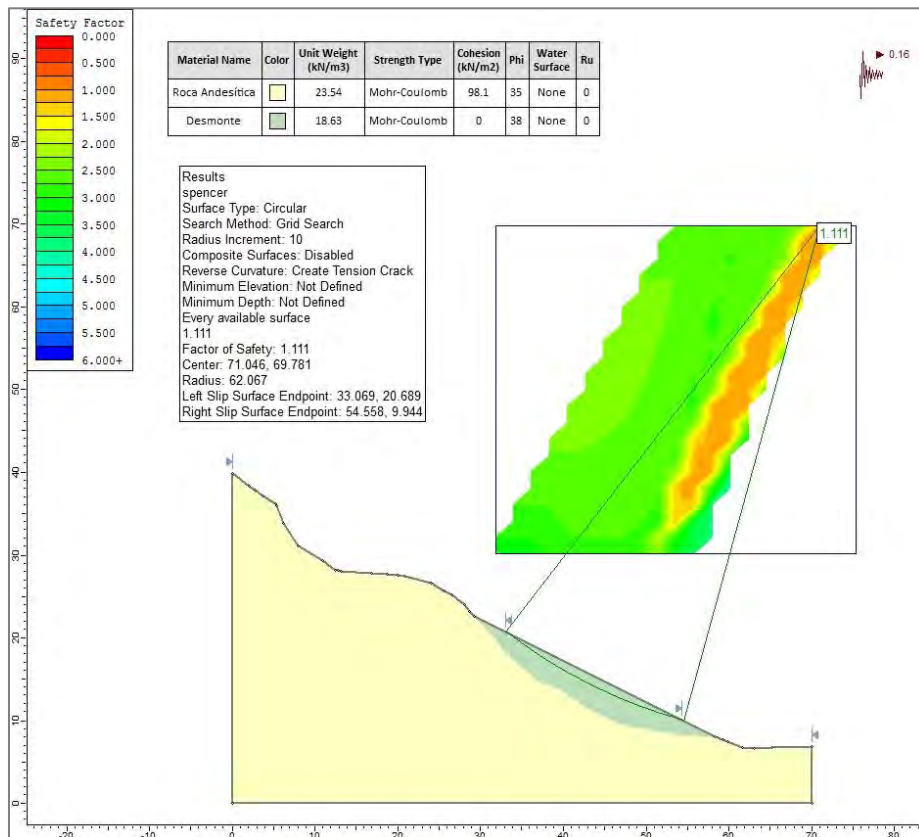 Safety Factor
0.000
0.500
1.000
1.500
2.000
2.500
3.000
3.500
4.000
4.500
5.000
5.500
6.000+
Material Name Color Unit Weight (kN/m3) Strength Type Cohesion (kN/m2) Phi Water Surface Ru
Roca Andesítica 23.54 Mohr-Coulomb 98.1 35 None 0
Desmonte 18.63 Mohr-Coulomb 0 38 None 0
0.16
Results
spencer
Surface Type: Circular
Search Method: Grid Search
Radius Increment: 10
Composite Surfaces: Disabled
Reverse Curvature: Create Tension Crack
Minimum Elevation: Not Defined
Minimum Depth: Not Defined
Every available surface
1.111
Factor of Safety: 1.111
Center: 71.046, 69.781
Radius: 62.067
Left Slip Surface Endpoint: 33.069, 20.689
Right Slip Surface Endpoint: 54.558, 9.944
1.111
90
80
70
60
50
40
30
20
10
0
-20 -10 0 10 20 30 40 50 60 70 80